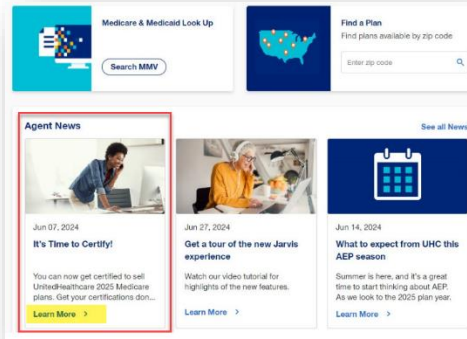 Medicare & Medicaid Look Up
Search MMV
Find a Plan
Find plans available by zip code
Enter zip code
Agent News
See all News
Jun 07, 2024
It's Time to Certify!
You can now get certified to sell
UnitedHealthcare 2025 Medicare
plans. Get your certifications don...
Learn More >
Jun 27, 2024
Get a tour of the new Jarvis
experience
Watch our video tutorial for
highlights of the new features.
Learn More >
Jun 14, 2024
What to expect from UHC this
AEP season
Summer is here, and it's a great
time to start thinking about AEP.
As we look to the 2025 plan year.
Learn More >